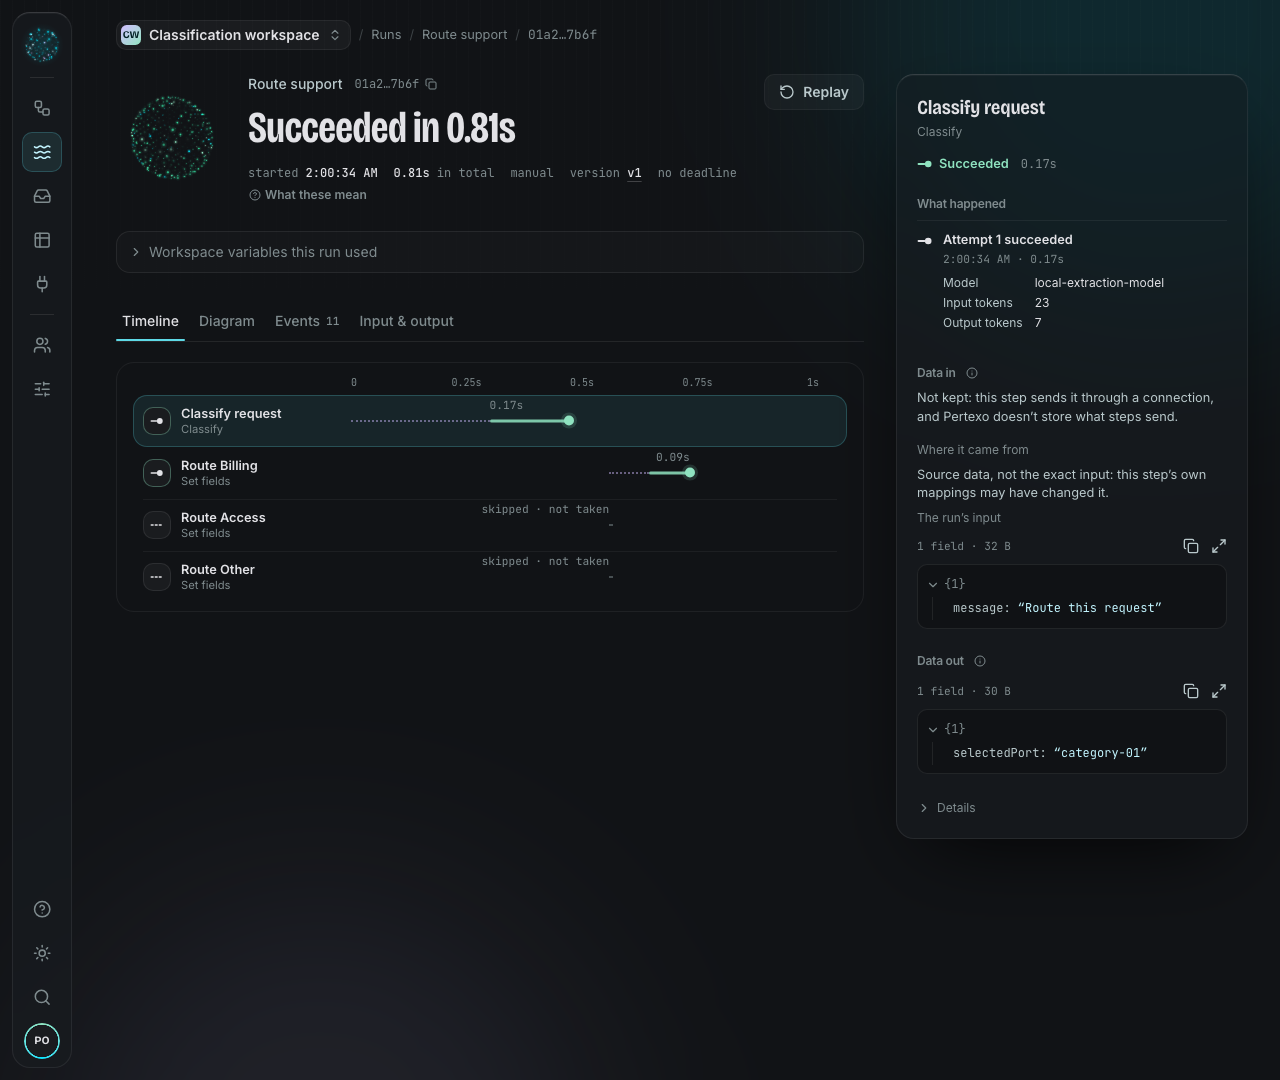 CW Classification workspace / Runs / Route support / 01a2…7b6f
Route support 01a2…7b6f
Replay
Succeeded in 0.81s
started 2:00:34 AM 0.81s in total manual version v1 no deadline
What these mean
Workspace variables this run used
Timeline Diagram Events 11 Input & output
0 0.25s 0.5s 0.75s 1s
Classify request
Classify
0.17s
Route Billing
Set fields
0.09s
Route Access
Set fields
skipped · not taken
Route Other
Set fields
skipped · not taken
Classify request
Classify
Succeeded 0.17s
What happened
Attempt 1 succeeded
2:00:34 AM · 0.17s
Model local-extraction-model
Input tokens 23
Output tokens 7
Data in
Not kept: this step sends it through a connection,
and Pertexo doesn’t store what steps send.
Where it came from
Source data, not the exact input: this step’s own
mappings may have changed it.
The run’s input
1 field · 32 B
{1}
message: “Route this request”
Data out
1 field · 30 B
{1}
selectedPort: “category-01”
Details
PO